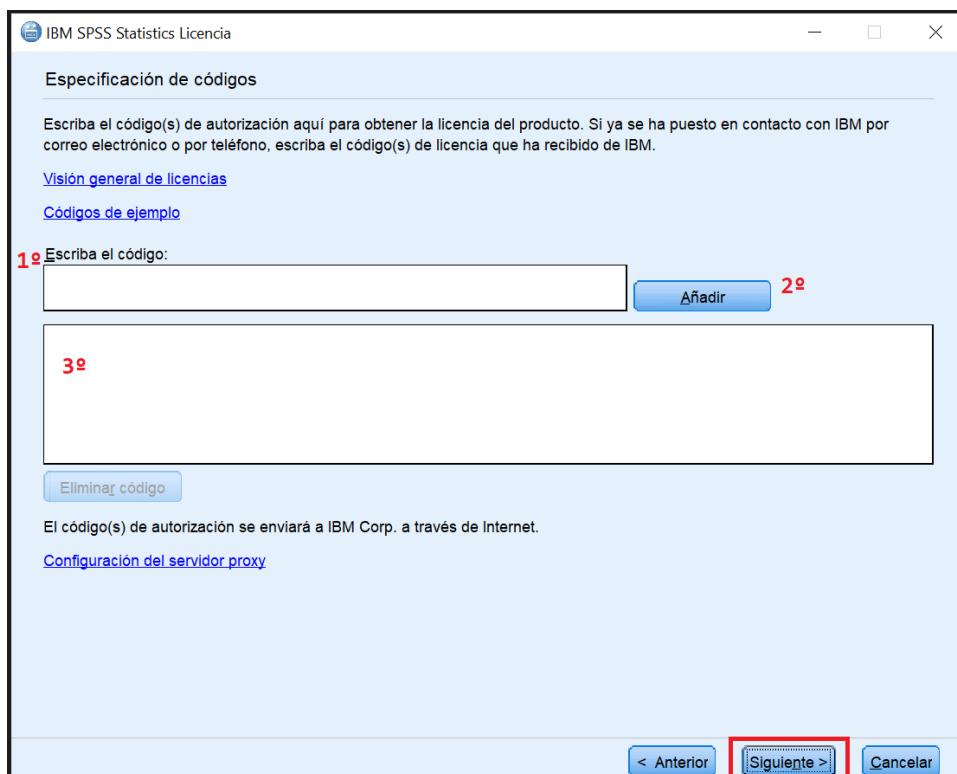 IBM SPSS Statistics Licencia
Especificación de códigos
Escriba el código(s) de autorización aquí para obtener la licencia del producto. Si ya se ha puesto en contacto con IBM por
correo electrónico o por teléfono, escriba el código(s) de licencia que ha recibido de IBM.
Visión general de licencias
Códigos de ejemplo
1º Escriba el código:
Añadir 2º
3º
Eliminar código
El código(s) de autorización se enviará a IBM Corp. a través de Internet.
Configuración del servidor proxy
< Anterior Siguiente > Cancelar